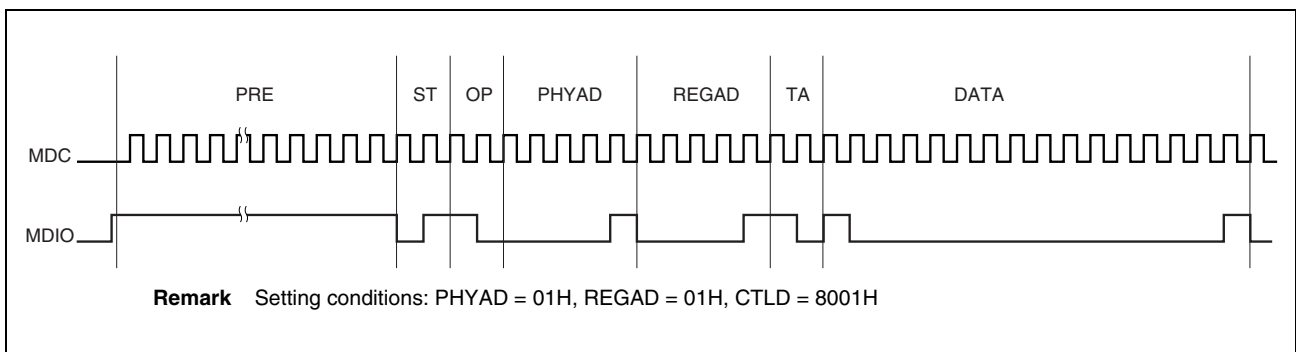 PRE ST OP PHYAD REGAD TA DATA
MDC
MDIO
Remark Setting conditions: PHYAD = 01H, REGAD = 01H, CTLD = 8001H